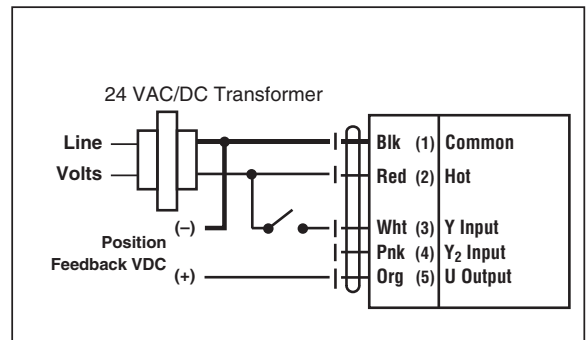 24 VAC/DC Transformer
Line
Volts
(–)
Position
Feedback VDC
(+)
Blk (1) Common
Red (2) Hot
Wht (3) Y Input
Pnk (4) Y₂ Input
Org (5) U Output